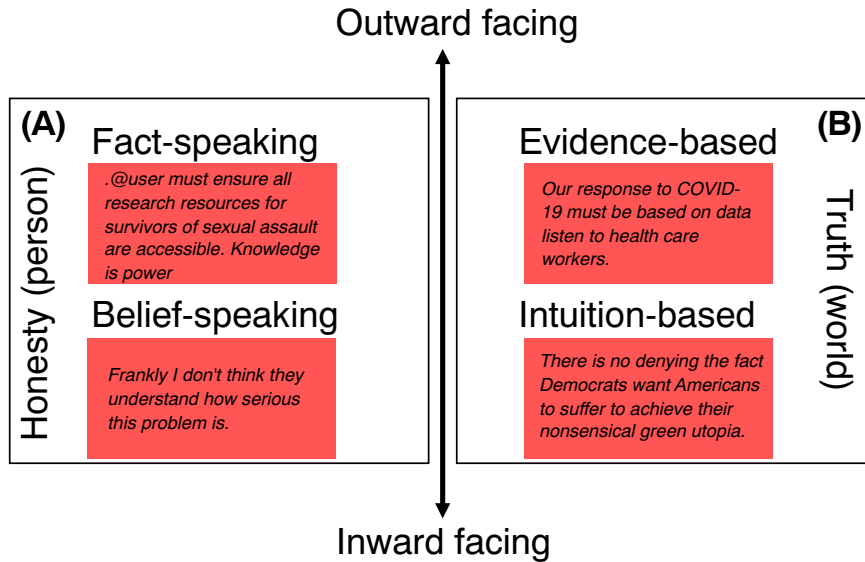 Outward facing
(A)
Honesty (person)
Fact-speaking
.@user must ensure all
research resources for
survivors of sexual assault
are accessible. Knowledge
is power
Belief-speaking
Frankly I don't think they
understand how serious
this problem is.
(B)
Evidence-based
Our response to COVID-
19 must be based on data
listen to health care
workers.
Intuition-based
There is no denying the fact
Democrats want Americans
to suffer to achieve their
nonsensical green utopia.
Truth (world)
Inward facing